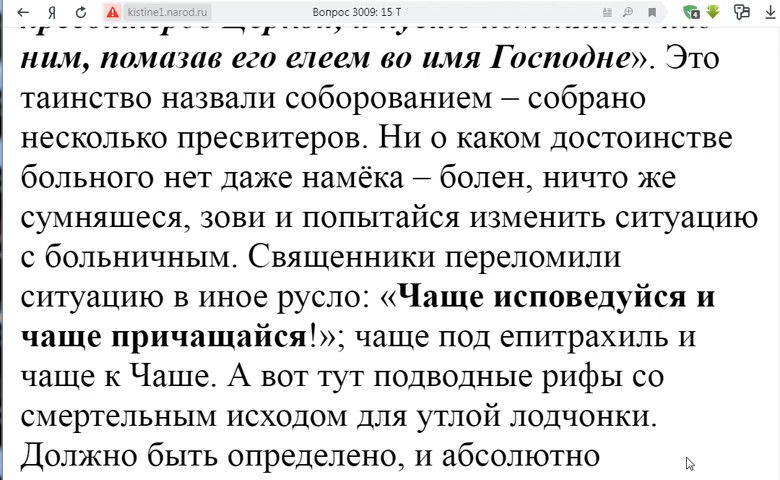 Я kistine1.narod.ru Вопрос 3009: 15 Т 4
ним, помазав его елеем во имя Господне». Это
таинство назвали соборованием – собрано
несколько пресвитеров. Ни о каком достоинстве
больного нет даже намёка – болен, ничто же
сумняшеся, зови и попытайся изменить ситуацию
с больничным. Священники переломили
ситуацию в иное русло: «Чаще исповедуйся и
чаще причащайся!»; чаще под епитрахиль и
чаще к Чаше. А вот тут подводные рифы со
смертельным исходом для утлой лодчонки.
Должно быть определено, и абсолютно